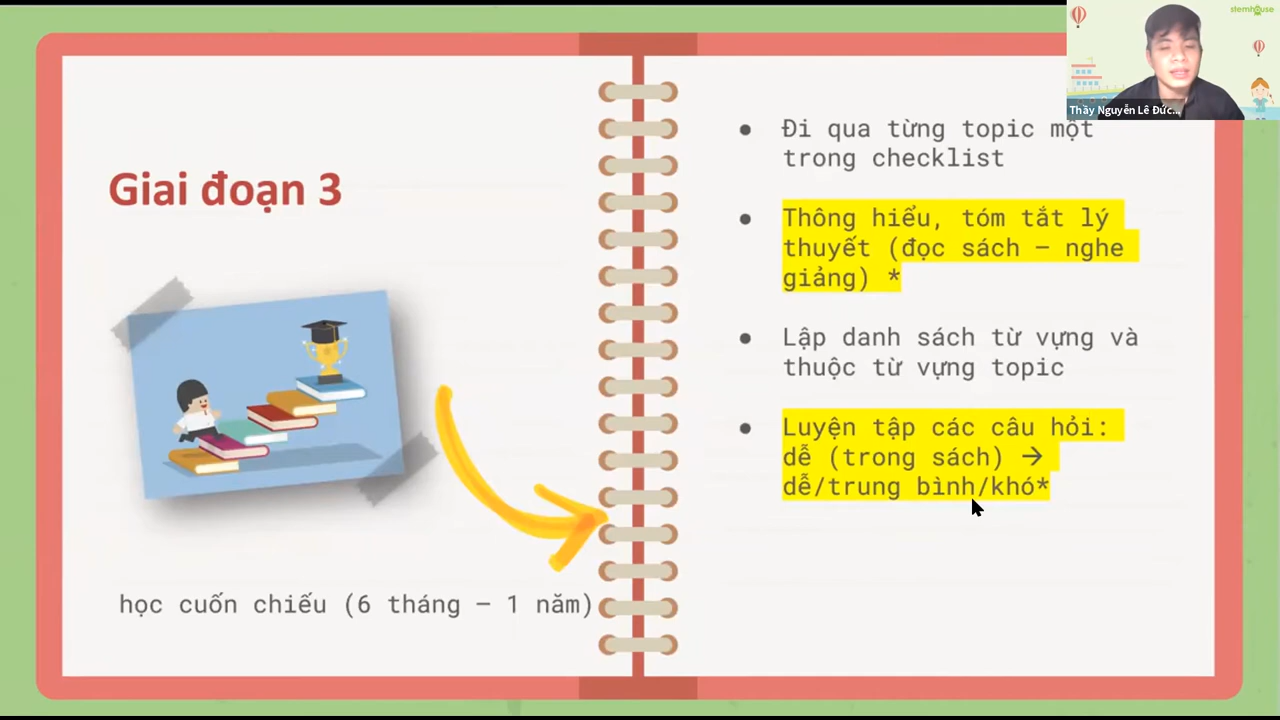 stemhouse
Thầy Nguyễn Lê Đức...
Giai đoạn 3
học cuốn chiếu (6 tháng – 1 năm)
● Đi qua từng topic một
trong checklist
● Thông hiểu, tóm tắt lý
thuyết (đọc sách – nghe
giảng) *
● Lập danh sách từ vựng và
thuộc từ vựng topic
● Luyện tập các câu hỏi:
dễ (trong sách) →
dễ/trung bình/khó*